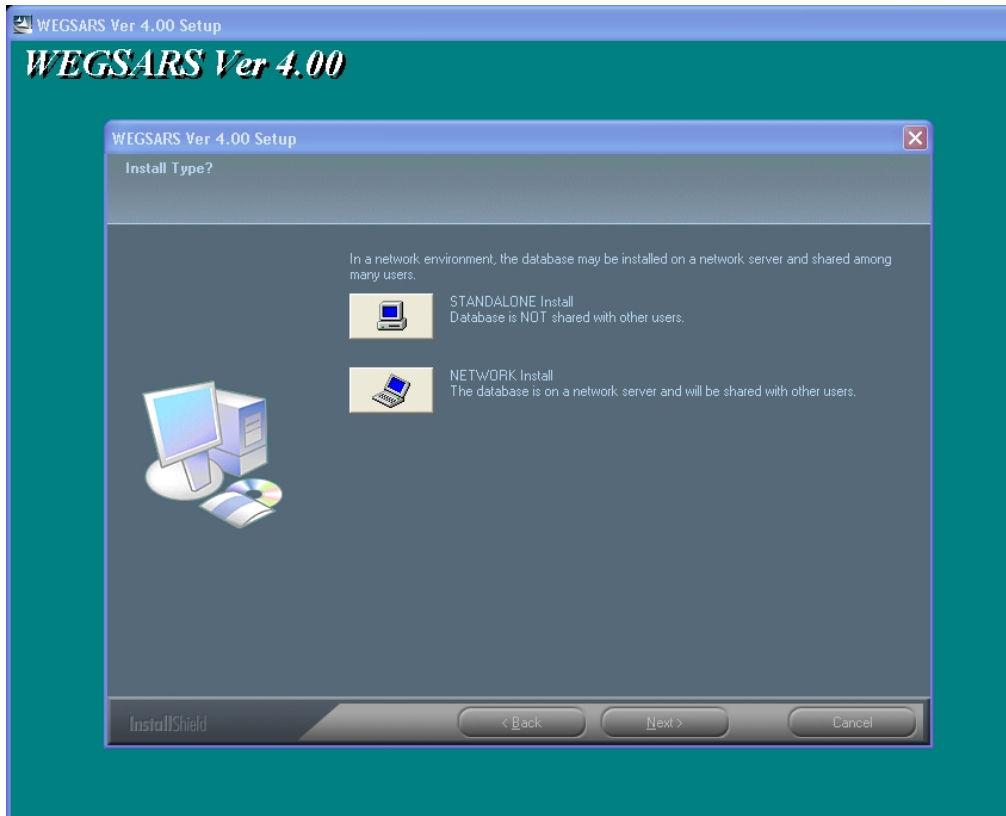 WEGSARS Ver 4.00 Setup
WEGSARS Ver 4.00
WEGSARS Ver 4.00 Setup
Install Type?
In a network environment, the database may be installed on a network server and shared among
many users.
STANDALONE Install
Database is NOT shared with other users.
NETWORK Install
The database is on a network server and will be shared with other users.
InstallShield
< Back
Next >
Cancel